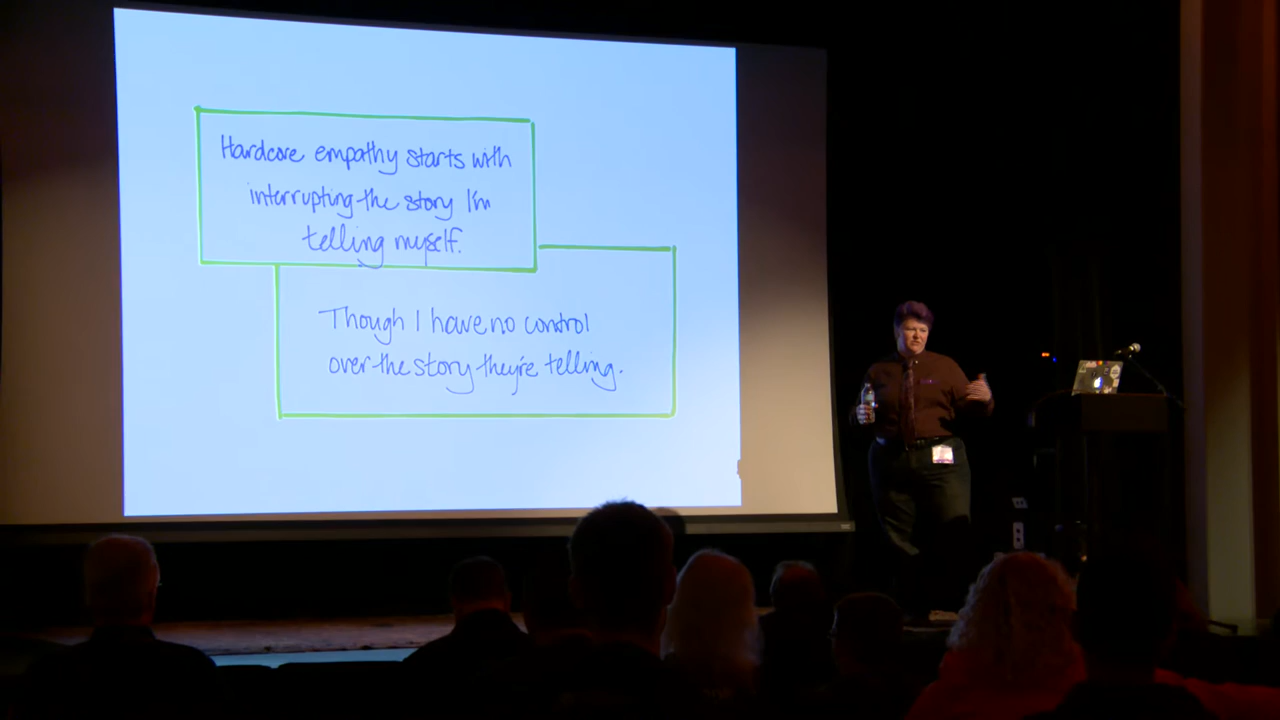 Hardcore empathy starts with
interrupting the story I'm
telling myself.
Though I have no control
over the story they're telling.